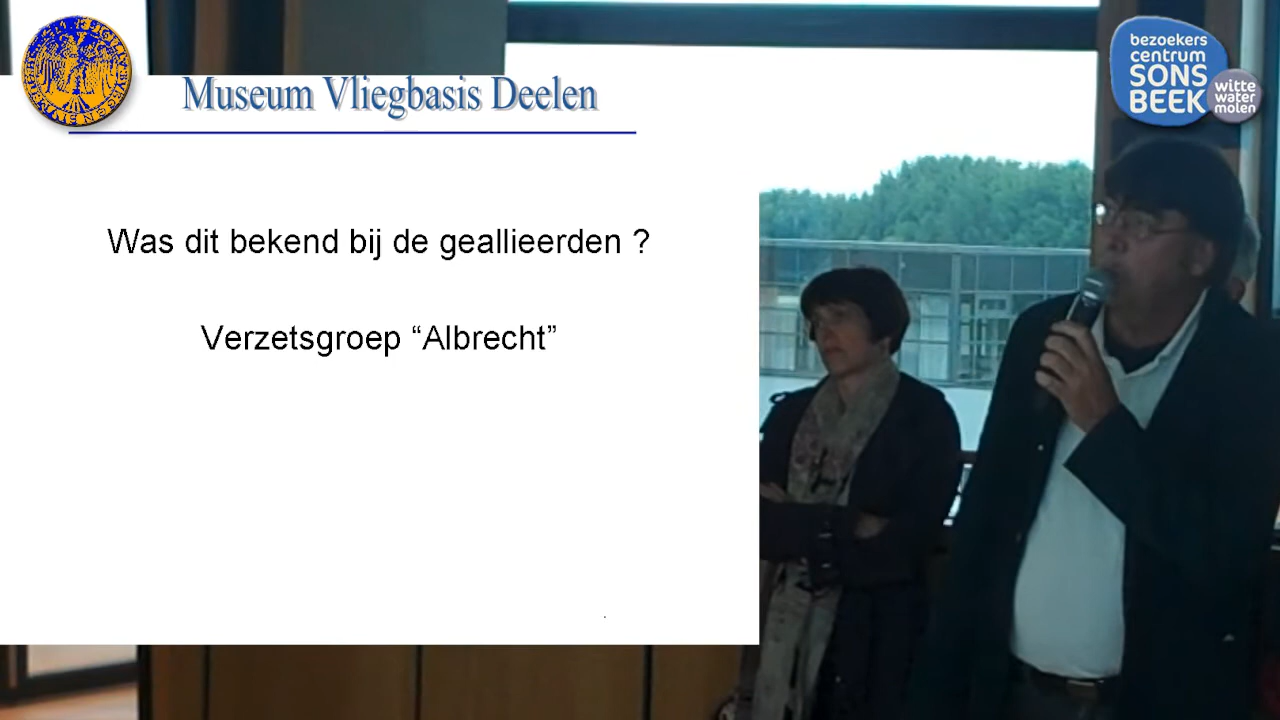 Museum Vliegbasis Deelen
Was dit bekend bij de geallieerden ?
Verzetsgroep “Albrecht”
bezoekers
centrum
SONS
BEEK
witte
water
molen